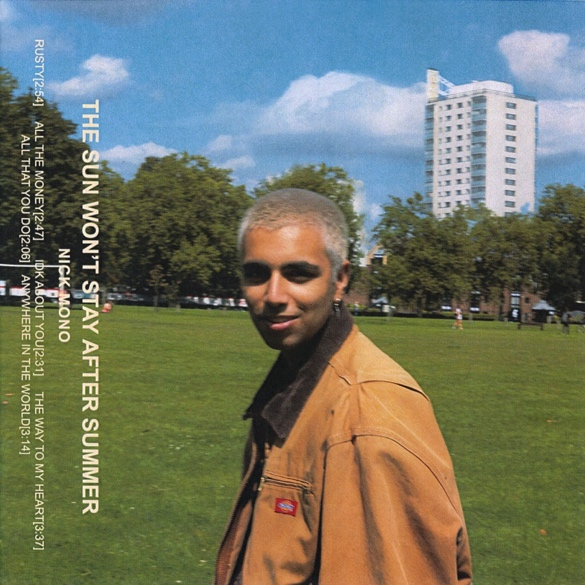 THE SUN WON'T STAY AFTER SUMMER
NICK MONO
RUSTY[2:54] ALL THE MONEY[2:47] IDK ABOUT YOU[2:31] THE WAY TO MY HEART[3:37]
ALL THAT YOU DO[2:06] ANYWHERE IN THE WORLD[3:14]
Dickies